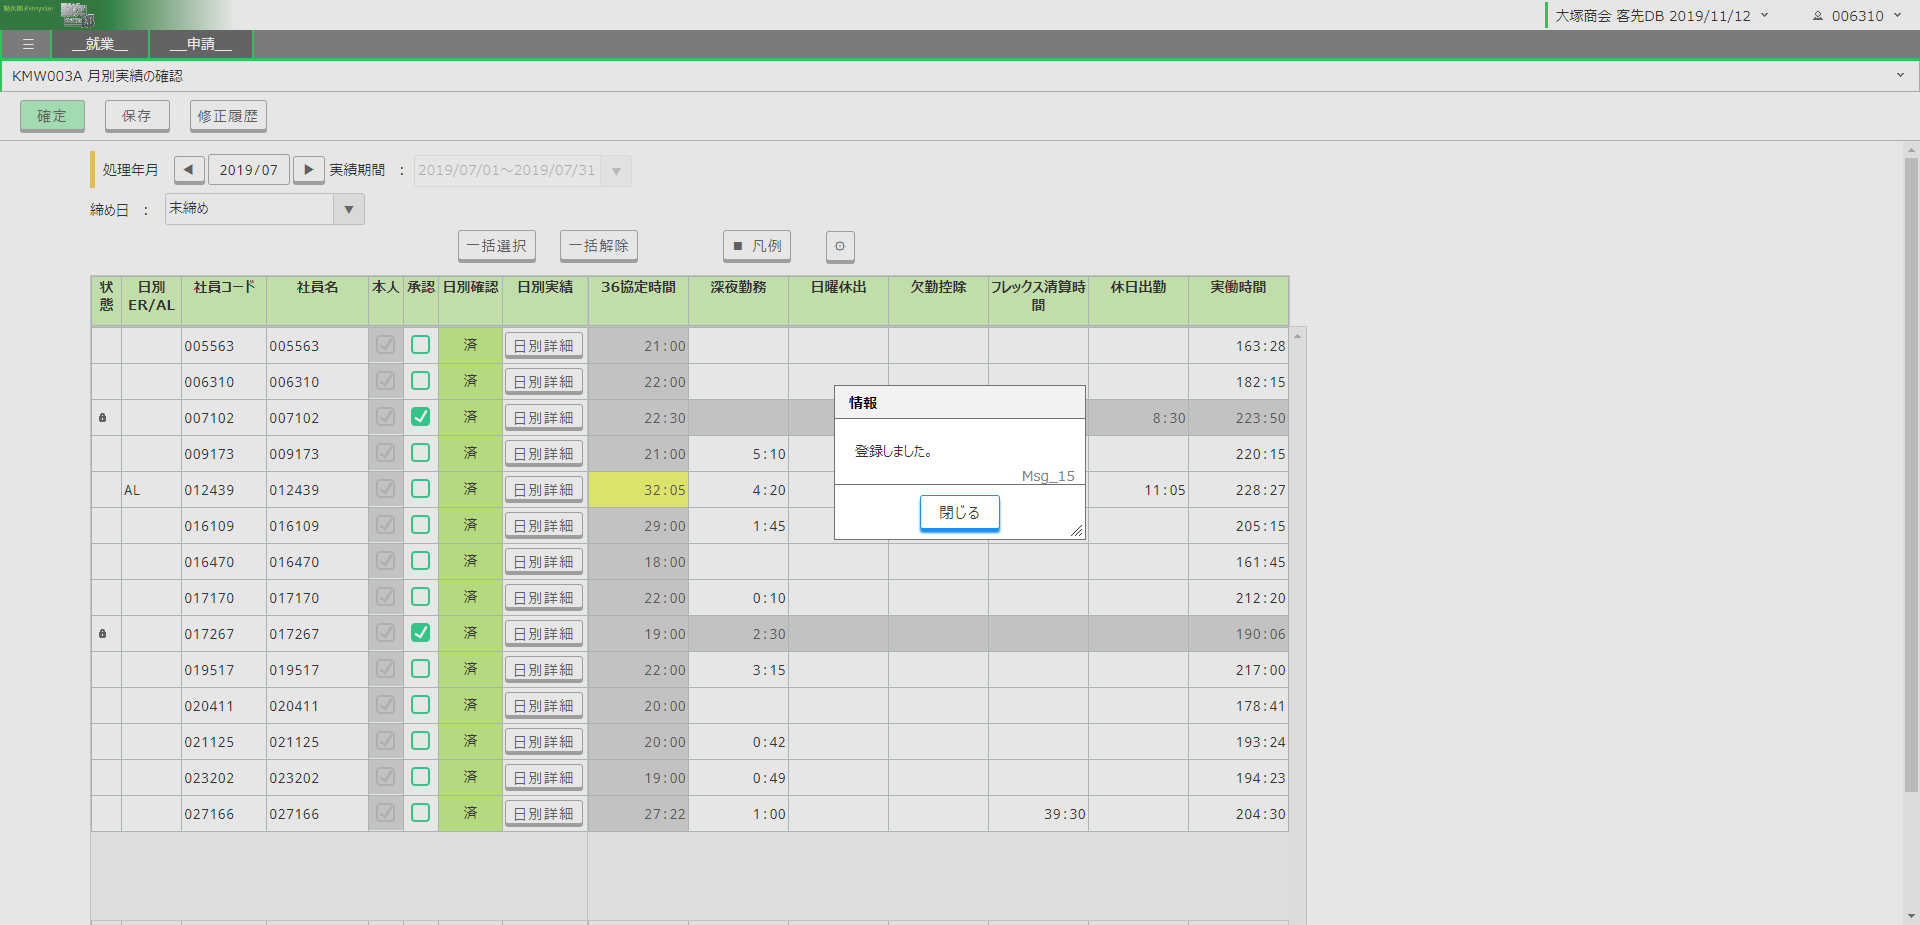 勤次郎 Enterprise
大塚商会 客先DB 2019/11/12 006310
☰ __就業__ __申請__
KMW003A 月別実績の確認
確定 保存 修正履歴
処理年月 ◀ 2019/07 ▶ 実績期間 : 2019/07/01～2019/07/31 ▼
締め日 : 末締め ▼
一括選択 一括解除 ■ 凡例
状態 日別ER/AL 社員コード 社員名 本人 承認 日別確認 日別実績 36協定時間 深夜勤務 日曜休出 欠勤控除 フレックス清算時間 休日出勤 実働時間
005563 005563 済 日別詳細 21:00 163:28
006310 006310 済 日別詳細 22:00 182:15
007102 007102 済 日別詳細 22:30 8:30 223:50
009173 009173 済 日別詳細 21:00 5:10 220:15
AL 012439 012439 済 日別詳細 32:05 4:20 11:05 228:27
016109 016109 済 日別詳細 29:00 1:45 205:15
016470 016470 済 日別詳細 18:00 161:45
017170 017170 済 日別詳細 22:00 0:10 212:20
017267 017267 済 日別詳細 19:00 2:30 190:06
019517 019517 済 日別詳細 22:00 3:15 217:00
020411 020411 済 日別詳細 20:00 178:41
021125 021125 済 日別詳細 20:00 0:42 193:24
023202 023202 済 日別詳細 19:00 0:49 194:23
027166 027166 済 日別詳細 27:22 1:00 39:30 204:30
情報
登録しました。
Msg_15
閉じる